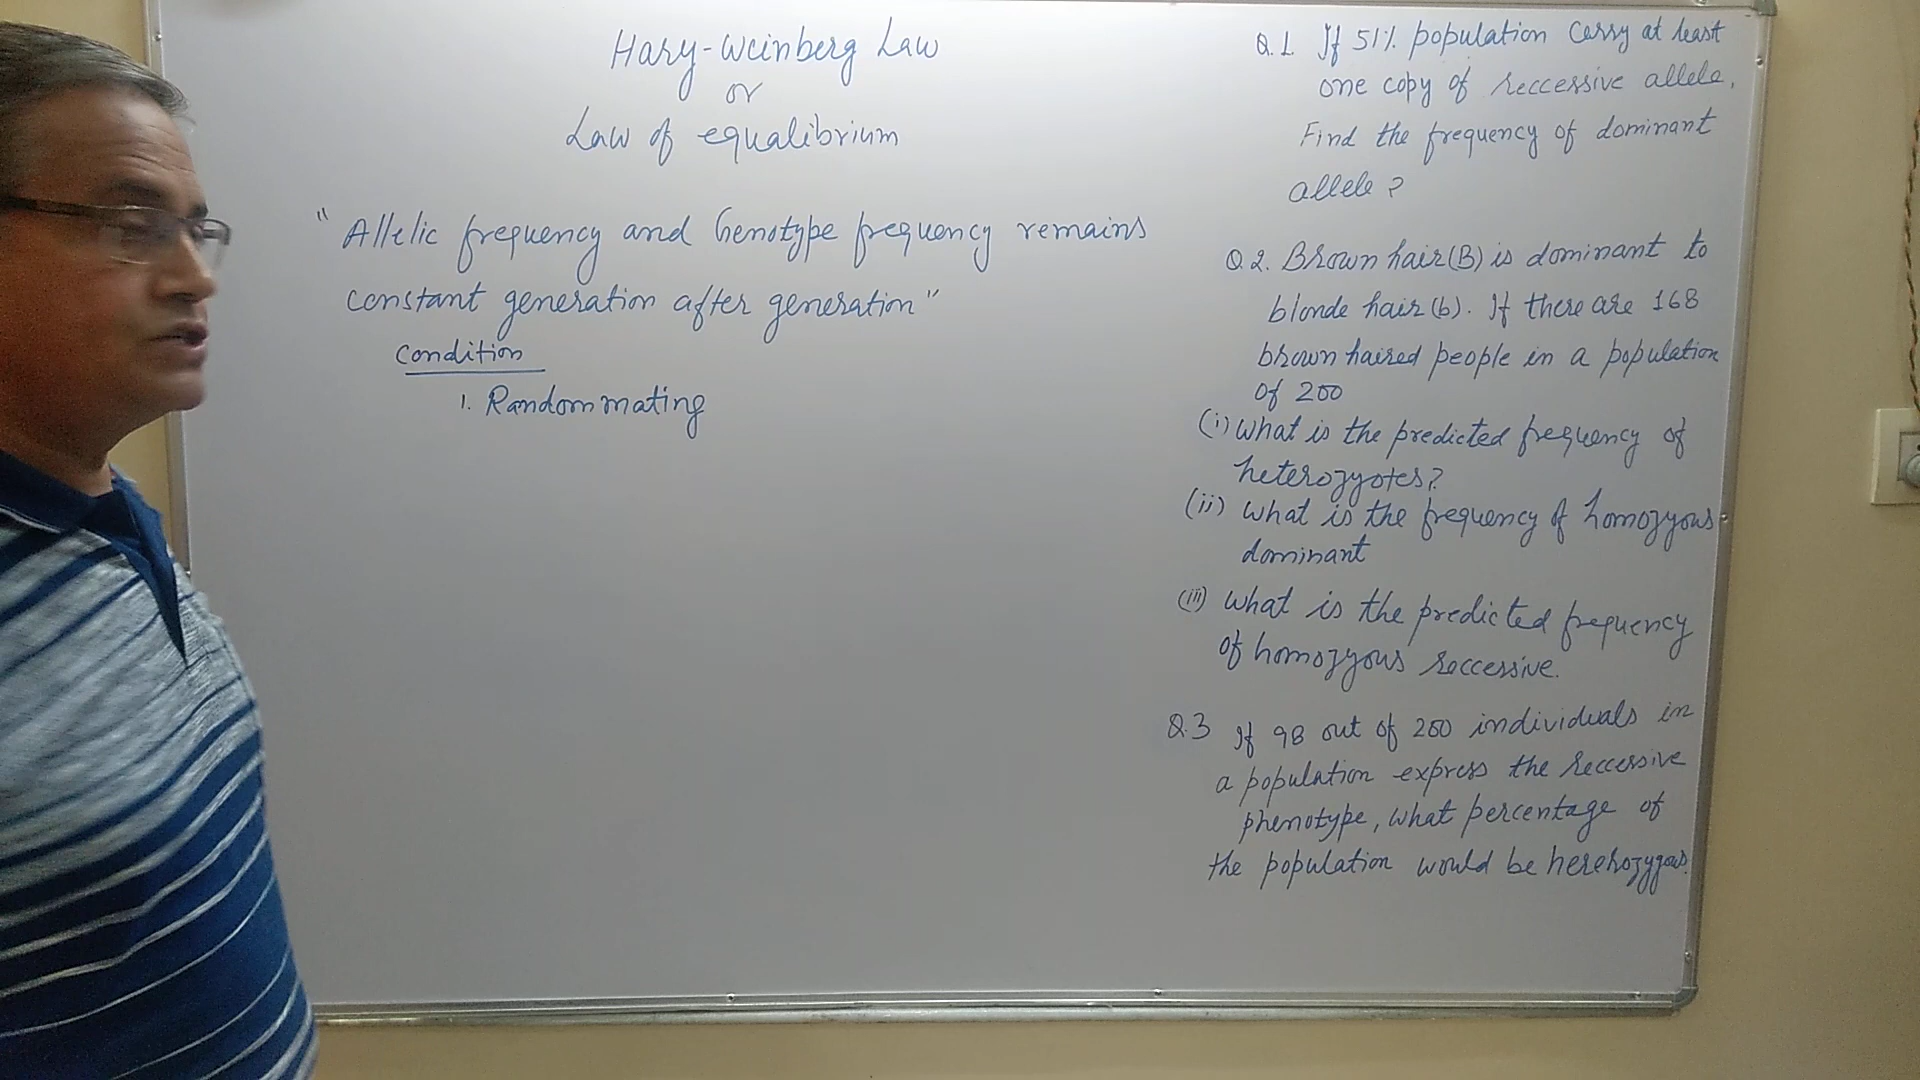 Hary-Weinberg Law
or
Law of equalibrium
"Allelic frequency and Genotype frequency remains
constant generation after generation"
Condition
1. Random mating
Q.1 If 51% population carry at least
one copy of reccessive allele.
Find the frequency of dominant
allele?
Q.2. Brown hair (B) is dominant to
blonde hair (b). If there are 168
brown haired people in a population
of 200
(i) What is the predicted frequency of
heterozyotes?
(ii) What is the frequency of homozyous
dominant
(iii) What is the predicted frequency
of homozyous reccessive.
Q.3 If 98 out of 200 individuals in
a population express the reccessive
phenotype, what percentage of
the population would be